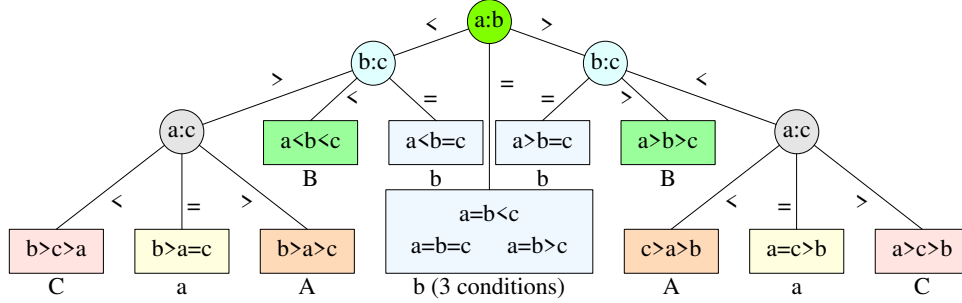 a:b
< >
b:c b:c
> < = = = > <
a:c a<b<c a<b=c a>b=c a>b>c a:c
B b b B
< = > a=b<c < = >
b>c>a b>a=c b>a>c a=b=c a=b>c c>a>b a=c>b a>c>b
C a A b (3 conditions) A a C